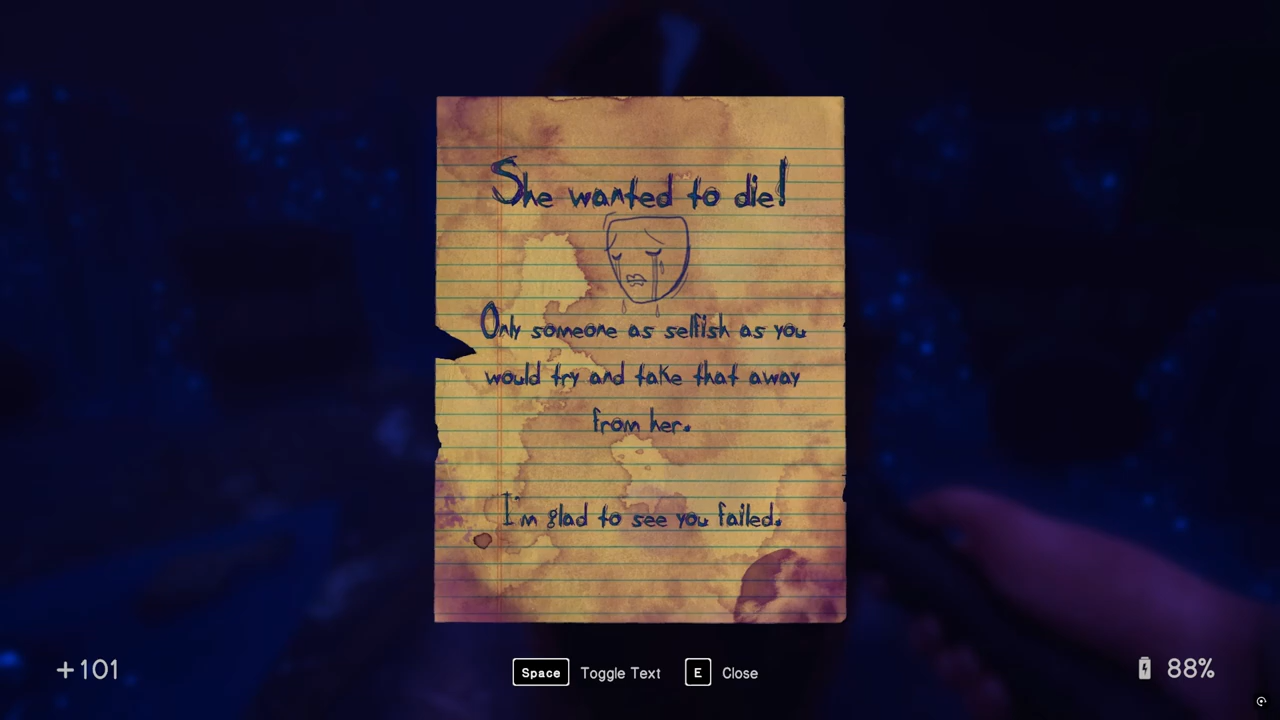 She wanted to die!
Only someone as selfish as you
would try and take that away
from her.
I'm glad to see you failed.
+101
Space Toggle Text E Close
88%